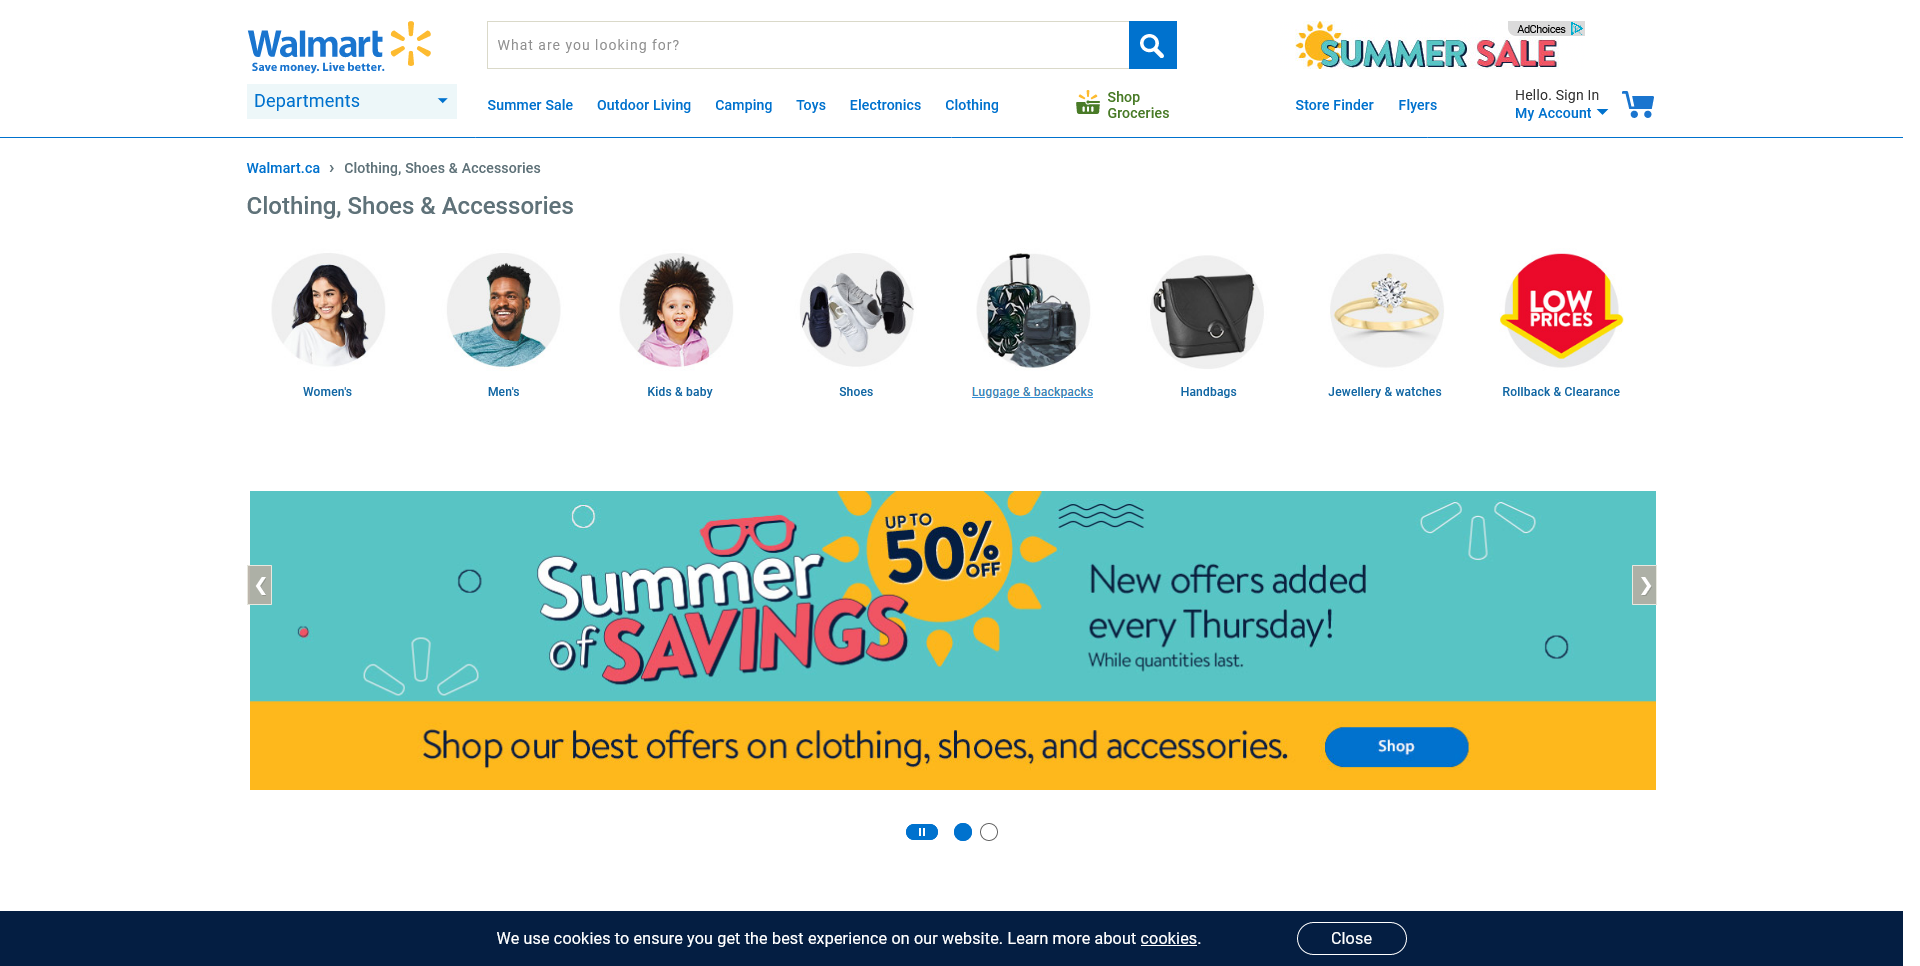 Walmart
Save money. Live better.
What are you looking for?
AdChoices
SUMMER SALE
Departments
Summer Sale
Outdoor Living
Camping
Toys
Electronics
Clothing
Shop
Groceries
Store Finder
Flyers
Hello. Sign In
My Account
Walmart.ca › Clothing, Shoes & Accessories
Clothing, Shoes & Accessories
LOW
PRICES
Women's
Men's
Kids & baby
Shoes
Luggage & backpacks
Handbags
Jewellery & watches
Rollback & Clearance
Summer
of SAVINGS
UP TO
50%
OFF
New offers added
every Thursday!
While quantities last.
❮
❯
Shop our best offers on clothing, shoes, and accessories.
Shop
We use cookies to ensure you get the best experience on our website. Learn more about cookies.
Close